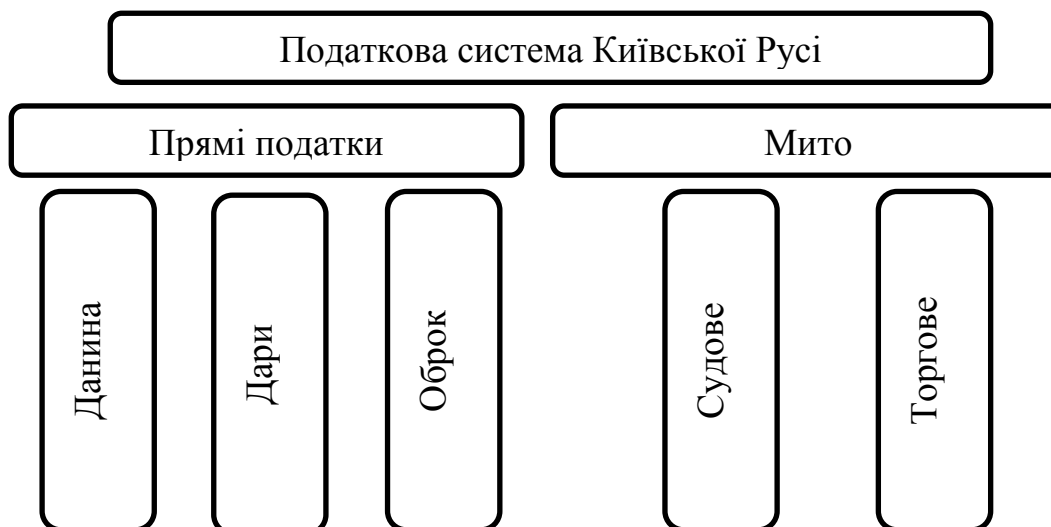 Податкова система Київської Русі
Прямі податки
Мито
Данина
Дари
Оброк
Судове
Торгове